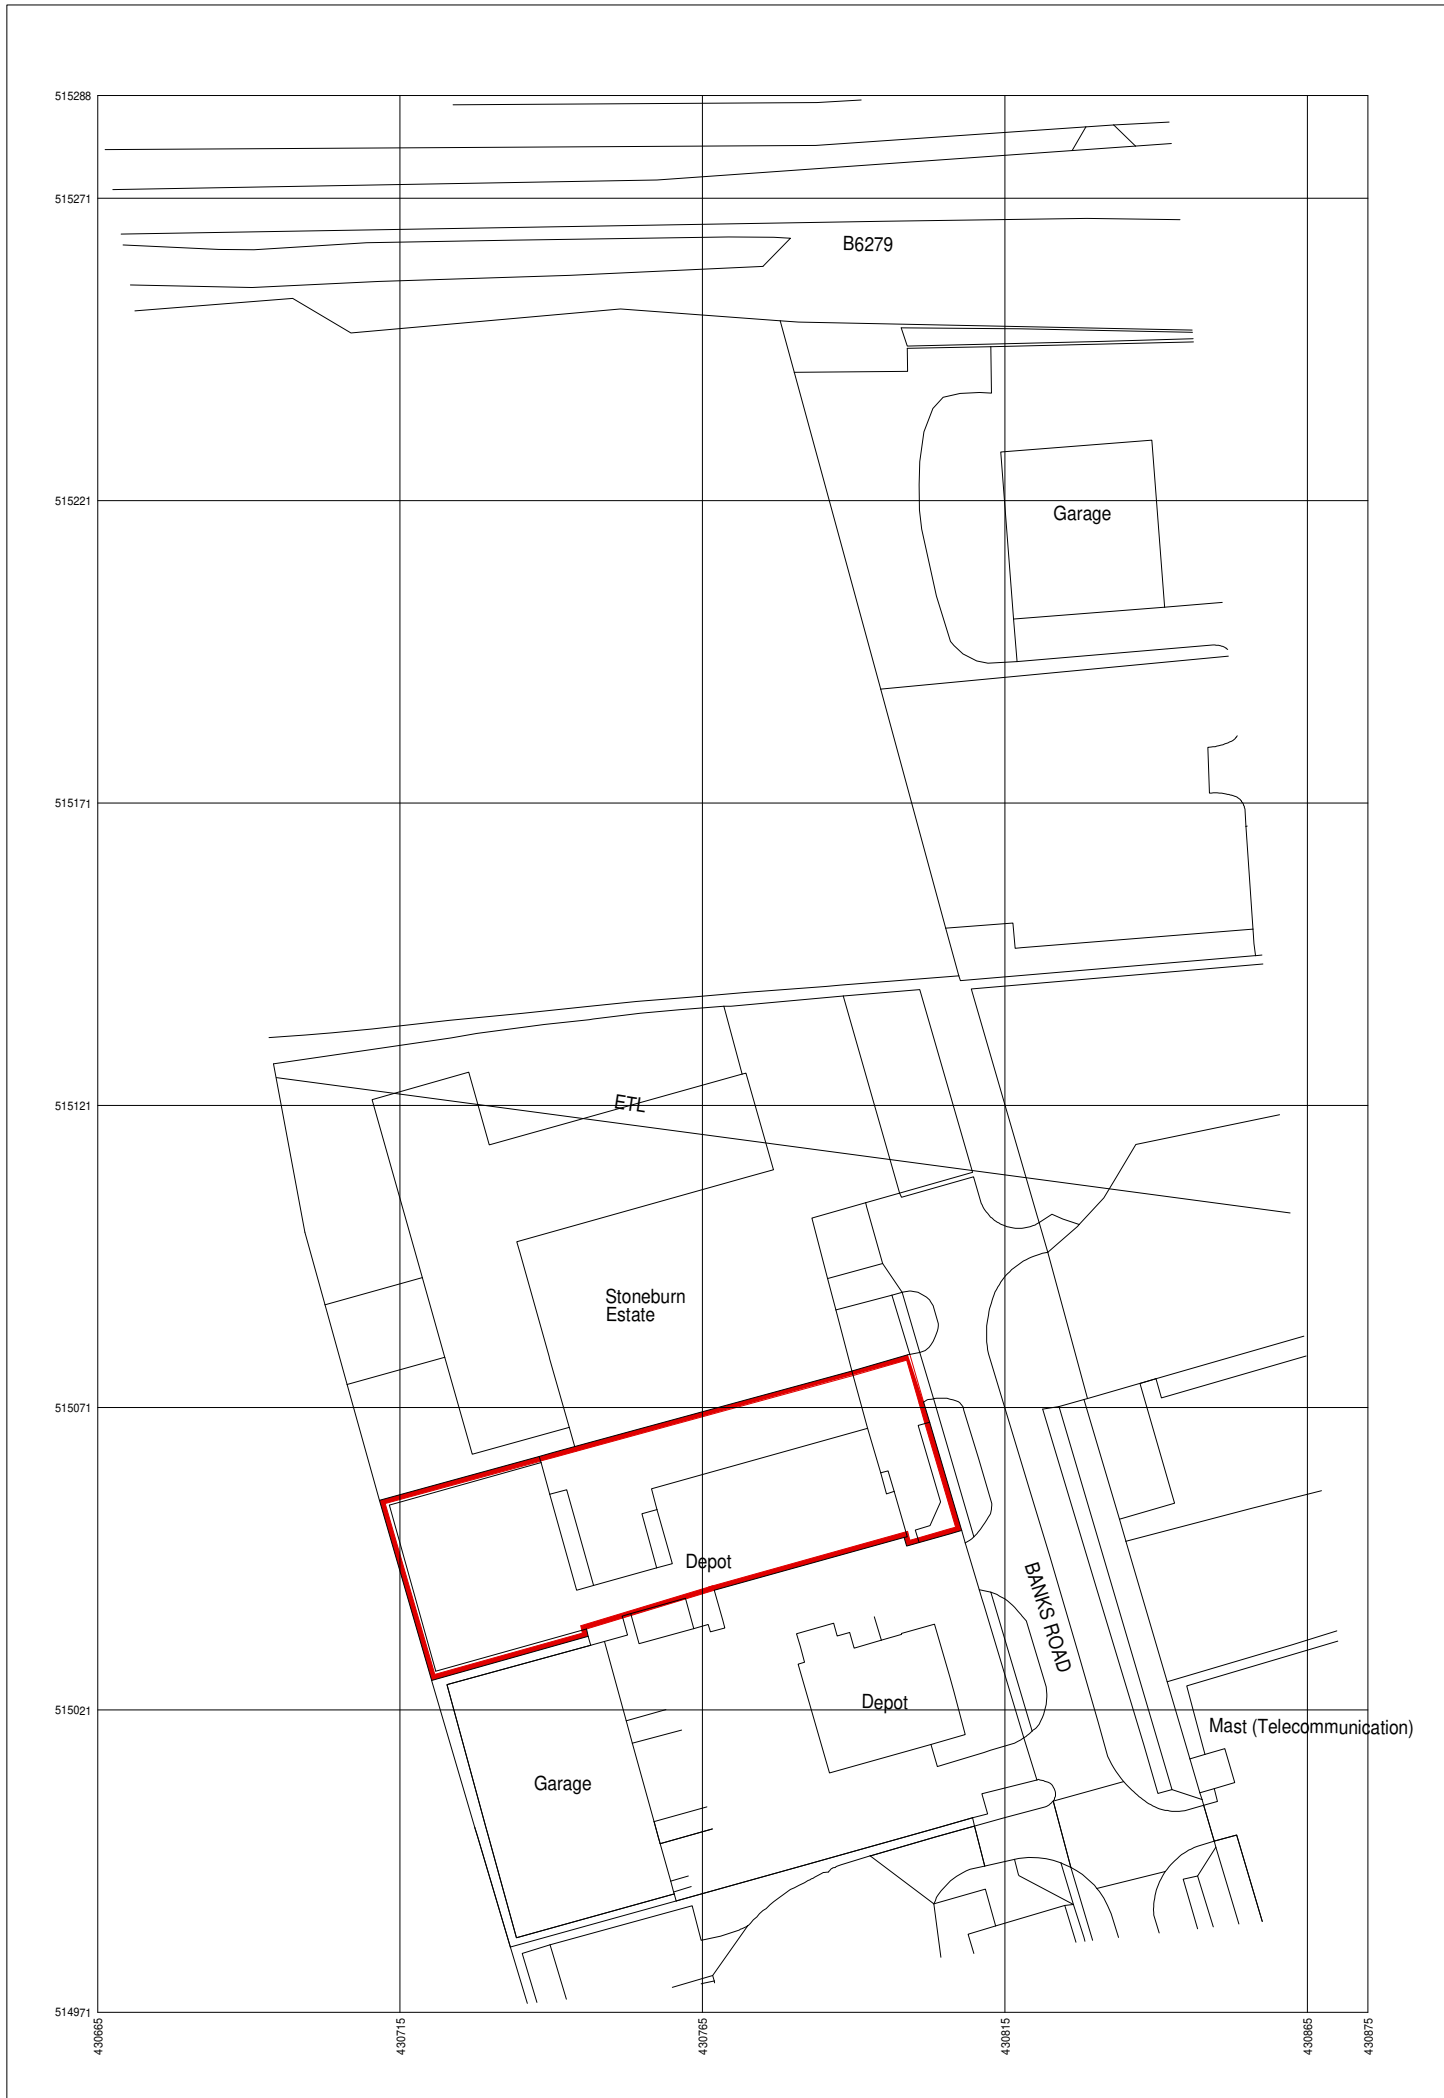 515288
515271
B6279
515221
Garage
515171
515121
ETL
Stoneburn
Estate
515071
Depot
BANKS ROAD
Depot
515021
Mast (Telecommunication)
Garage
514971
430665
430715
430765
430815
430865
430875